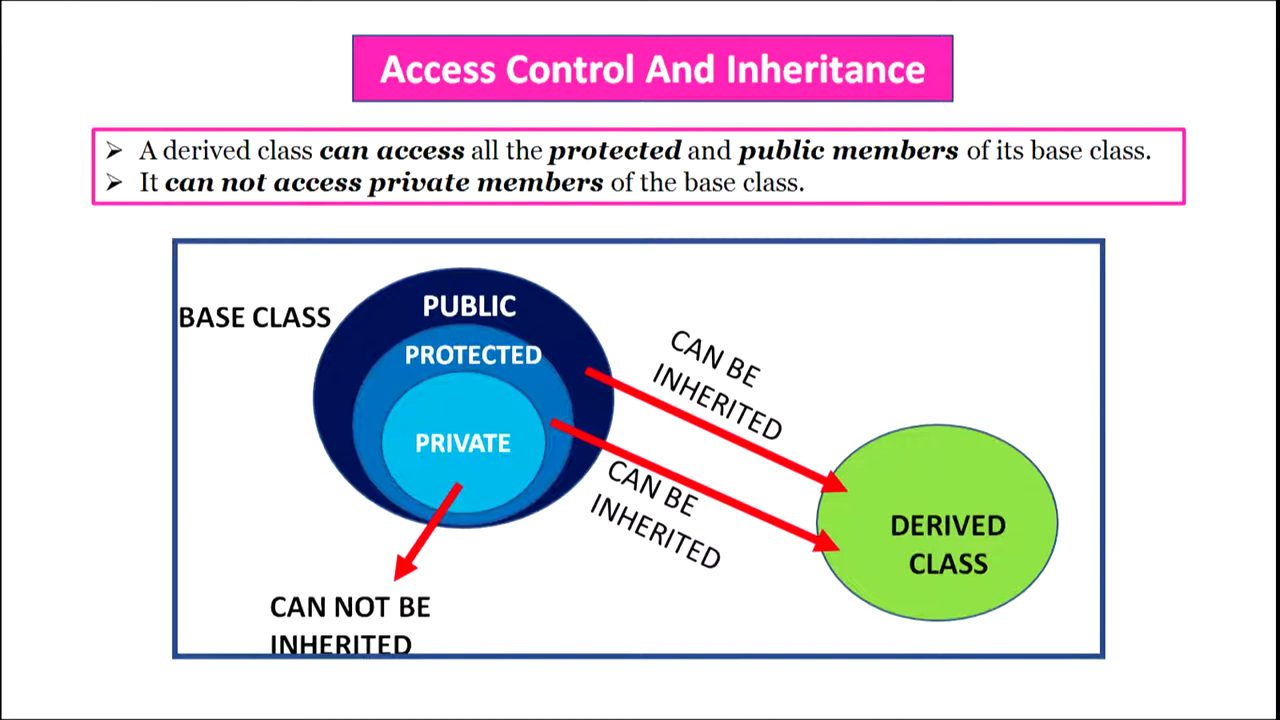 Access Control And Inheritance
➢ A derived class can access all the protected and public members of its base class.
➢ It can not access private members of the base class.
BASE CLASS
PUBLIC
PROTECTED
PRIVATE
CAN BE
INHERITED
CAN BE
INHERITED
DERIVED
CLASS
CAN NOT BE
INHERITED